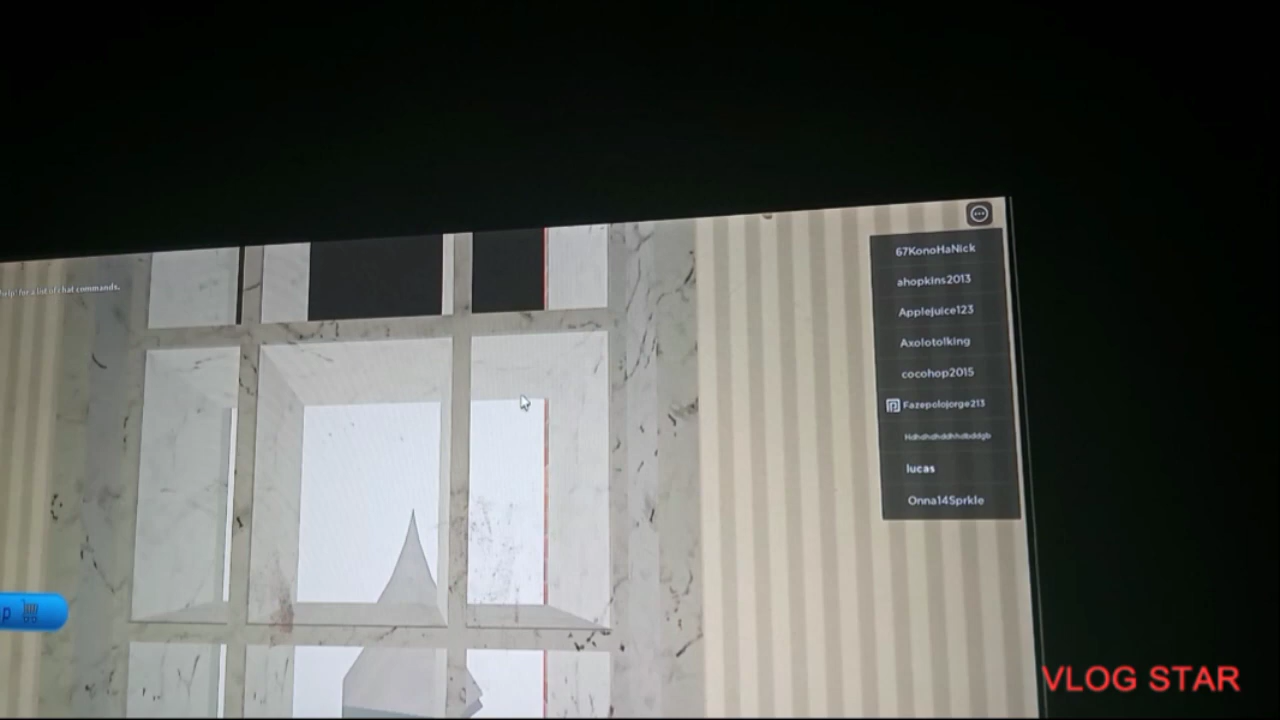 help' for a list of chat commands.
67KonoHaNick
ahopkins2013
Applejuice123
Axolotolking
cocohop2015
Fazepolojorge213
lucas
Onna14Sprkle
p
VLOG STAR